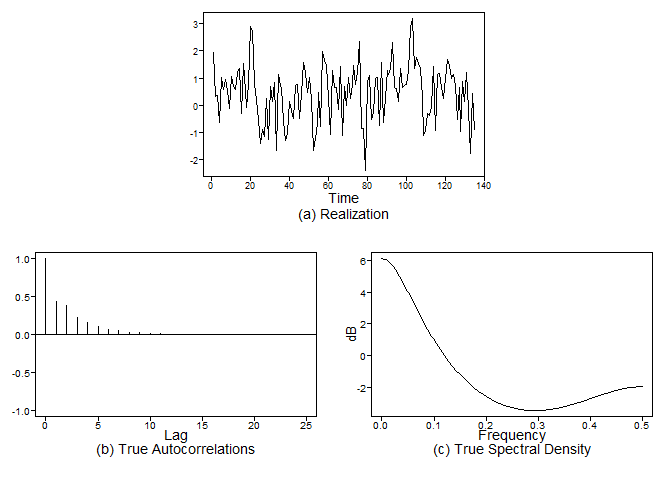 3
2
1
0
-1
-2
0 20 40 60 80 100 120 140
Time
(a) Realization
1.0
0.5
0.0
-0.5
-1.0
0 5 10 15 20 25
Lag
(b) True Autocorrelations
6
4
2
0
-2
dB
0.0 0.1 0.2 0.3 0.4 0.5
Frequency
(c) True Spectral Density